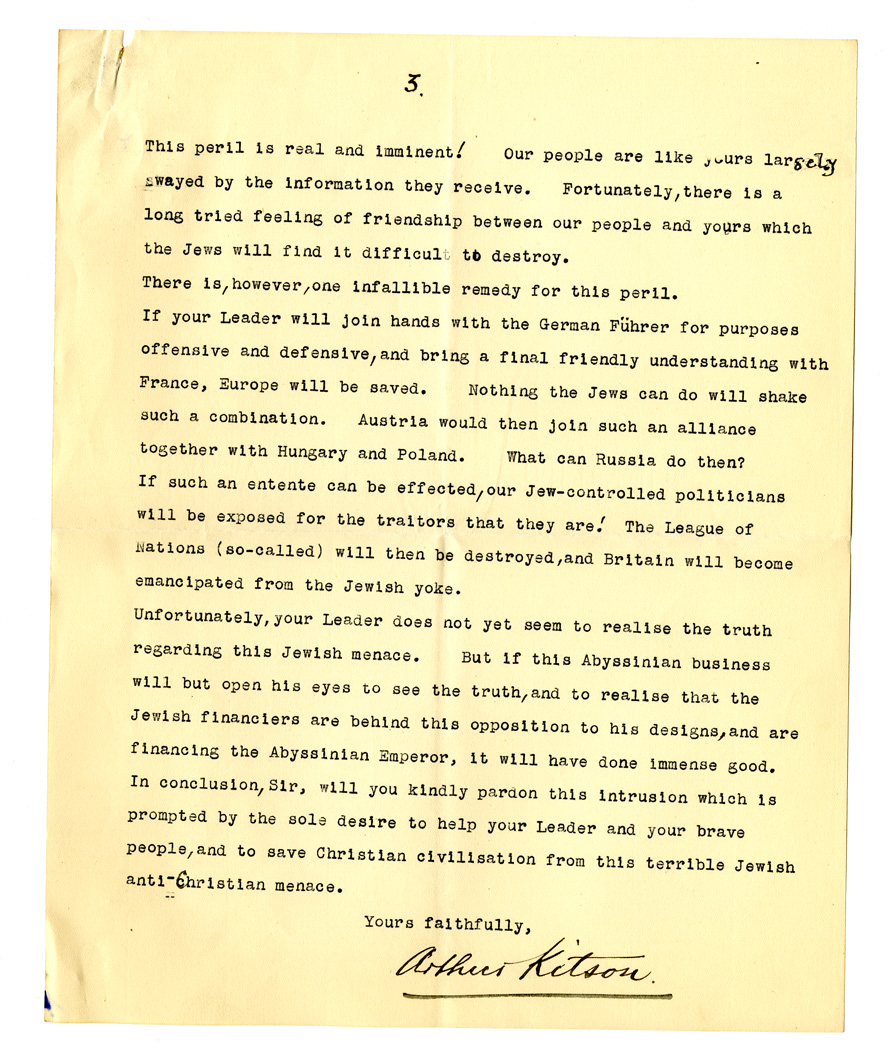 3.
This peril is real and imminent! Our people are like yours largely
swayed by the information they receive. Fortunately, there is a
long tried feeling of friendship between our people and yours which
the Jews will find it difficult to destroy.
There is, however, one infallible remedy for this peril.
If your Leader will join hands with the German Führer for purposes
offensive and defensive, and bring a final friendly understanding with
France, Europe will be saved. Nothing the Jews can do will shake
such a combination. Austria would then join such an alliance
together with Hungary and Poland. What can Russia do then?
If such an entente can be effected, our Jew-controlled politicians
will be exposed for the traitors that they are! The League of
Nations (so-called) will then be destroyed, and Britain will become
emancipated from the Jewish yoke.
Unfortunately, your Leader does not yet seem to realise the truth
regarding this Jewish menace. But if this Abyssinian business
will but open his eyes to see the truth, and to realise that the
Jewish financiers are behind this opposition to his designs, and are
financing the Abyssinian Emperor, it will have done immense good.
In conclusion, Sir, will you kindly pardon this intrusion which is
prompted by the sole desire to help your Leader and your brave
people, and to save Christian civilisation from this terrible Jewish
anti-Christian menace.
Yours faithfully,
Arthur Kitson.